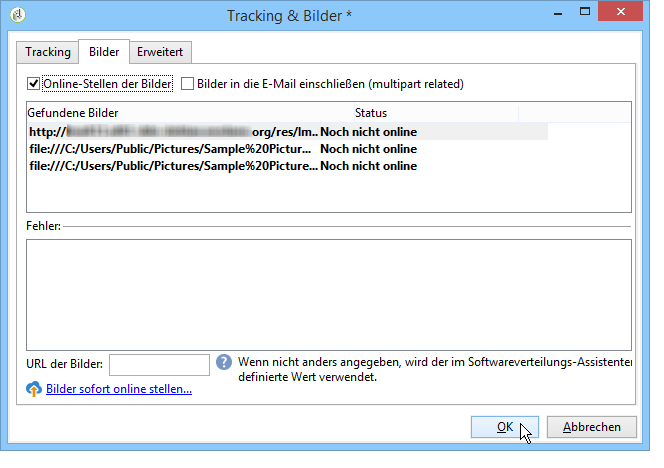 Tracking & Bilder *
Tracking Bilder Erweitert
Online-Stellen der Bilder Bilder in die E-Mail einschließen (multipart related)
Gefundene Bilder Status
http:// org/res/Im... Noch nicht online
file:///C:/Users/Public/Pictures/Sample%20Pictur... Noch nicht online
file:///C:/Users/Public/Pictures/Sample%20Picture... Noch nicht online
Fehler:
URL der Bilder: ? Wenn nicht anders angegeben, wird der im Softwareverteilungs-Assistenten
definierte Wert verwendet.
Bilder sofort online stellen...
OK Abbrechen